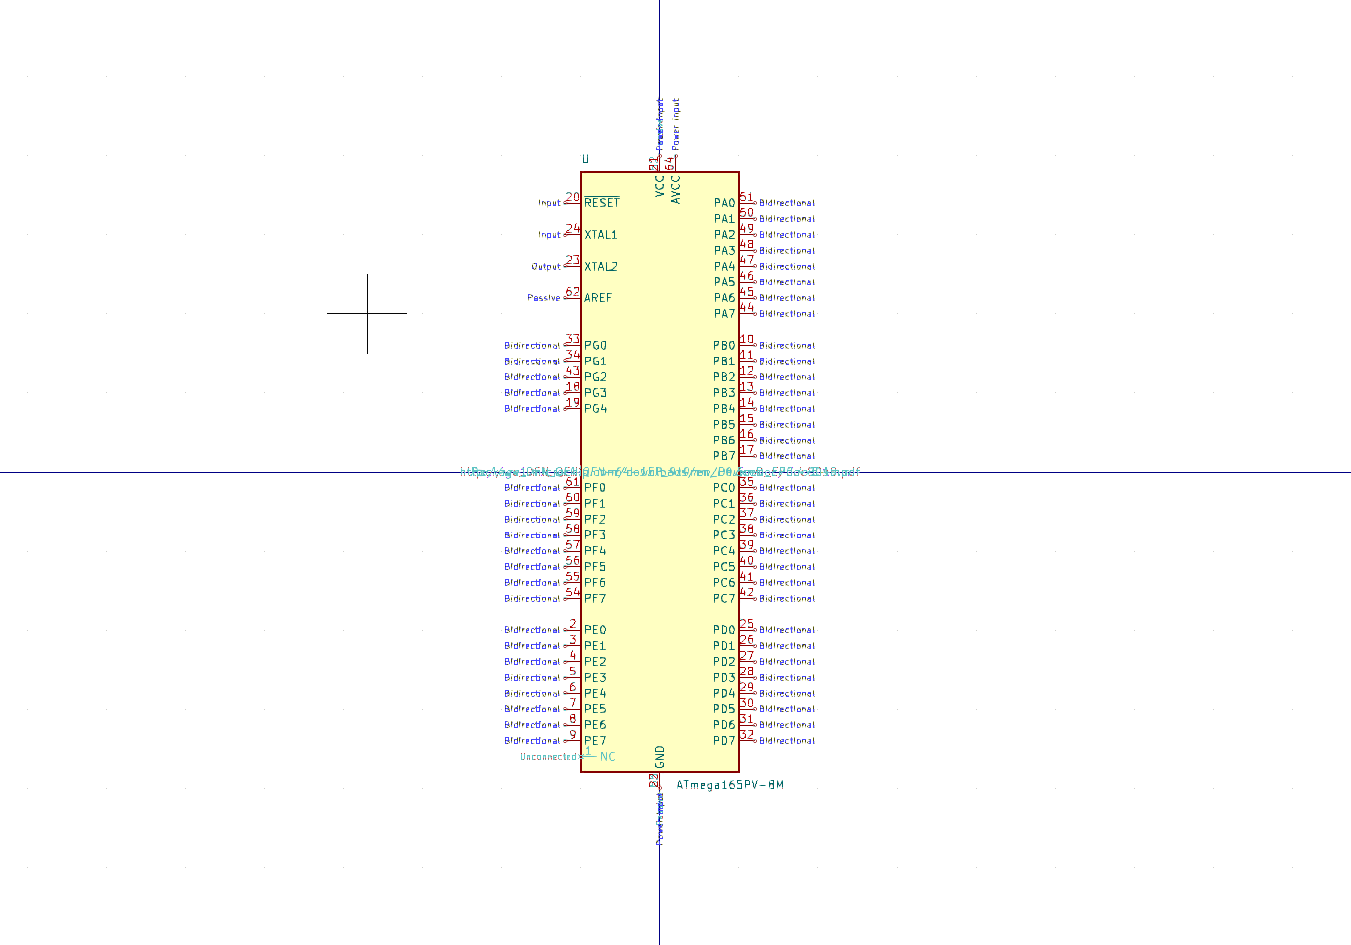 Power input
U
64
VCC
AVCC
Input 20 RESET PA0 51 Bidirectional
PA1 50 Bidirectional
Input 24 XTAL1 PA2 49 Bidirectional
PA3 48 Bidirectional
Output 23 XTAL2 PA4 47 Bidirectional
PA5 46 Bidirectional
Passive 62 AREF PA6 45 Bidirectional
PA7 44 Bidirectional
Bidirectional 33 PG0 PB0 10 Bidirectional
Bidirectional 34 PG1 PB1 11 Bidirectional
Bidirectional 43 PG2 PB2 12 Bidirectional
Bidirectional 18 PG3 PB3 13 Bidirectional
Bidirectional 19 PG4 PB4 14 Bidirectional
PB5 15 Bidirectional
PB6 16 Bidirectional
PB7 17 Bidirectional
Bidirectional 61 PF0 PC0 35 Bidirectional
Bidirectional 60 PF1 PC1 36 Bidirectional
Bidirectional 59 PF2 PC2 37 Bidirectional
Bidirectional 58 PF3 PC3 38 Bidirectional
Bidirectional 57 PF4 PC4 39 Bidirectional
Bidirectional 56 PF5 PC5 40 Bidirectional
Bidirectional 55 PF6 PC6 41 Bidirectional
Bidirectional 54 PF7 PC7 42 Bidirectional
Bidirectional 2 PE0 PD0 25 Bidirectional
Bidirectional 3 PE1 PD1 26 Bidirectional
Bidirectional 4 PE2 PD2 27 Bidirectional
Bidirectional 5 PE3 PD3 28 Bidirectional
Bidirectional 6 PE4 PD4 29 Bidirectional
Bidirectional 7 PE5 PD5 30 Bidirectional
Bidirectional 8 PE6 PD6 31 Bidirectional
Bidirectional 9 PE7 PD7 32 Bidirectional
Unconnected 1 NC
GND
ATmega165PV-8M